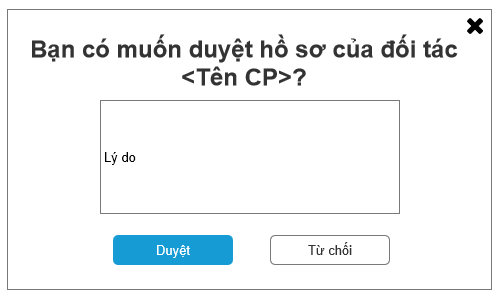 Bạn có muốn duyệt hồ sơ của đối tác
<Tên CP>?
Lý do
Duyệt
Từ chối